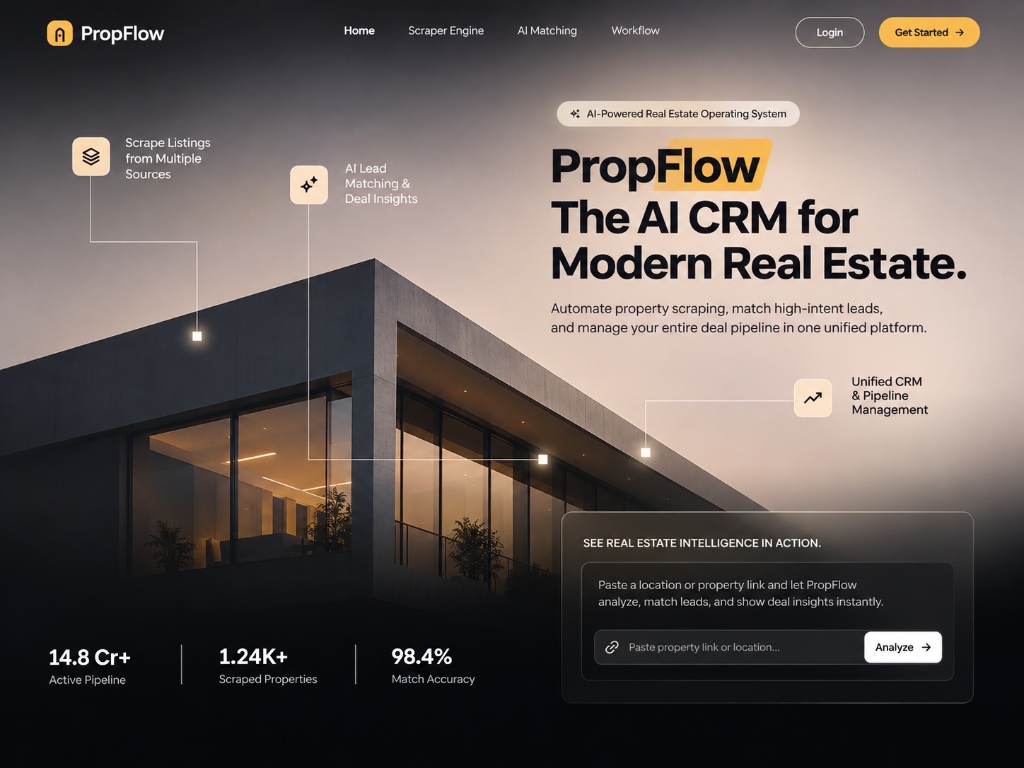 PropFlow
Home
Scraper Engine
AI Matching
Workflow
Login
Get Started →
Scrape Listings
from Multiple
Sources
AI Lead
Matching &
Deal Insights
AI-Powered Real Estate Operating System
PropFlow
The AI CRM for
Modern Real Estate.
Automate property scraping, match high-intent leads,
and manage your entire deal pipeline in one unified platform.
Unified CRM
& Pipeline
Management
SEE REAL ESTATE INTELLIGENCE IN ACTION.
Paste a location or property link and let PropFlow
analyze, match leads, and show deal insights instantly.
Paste property link or location...
Analyze →
14.8 Cr+
Active Pipeline
1.24K+
Scraped Properties
98.4%
Match Accuracy